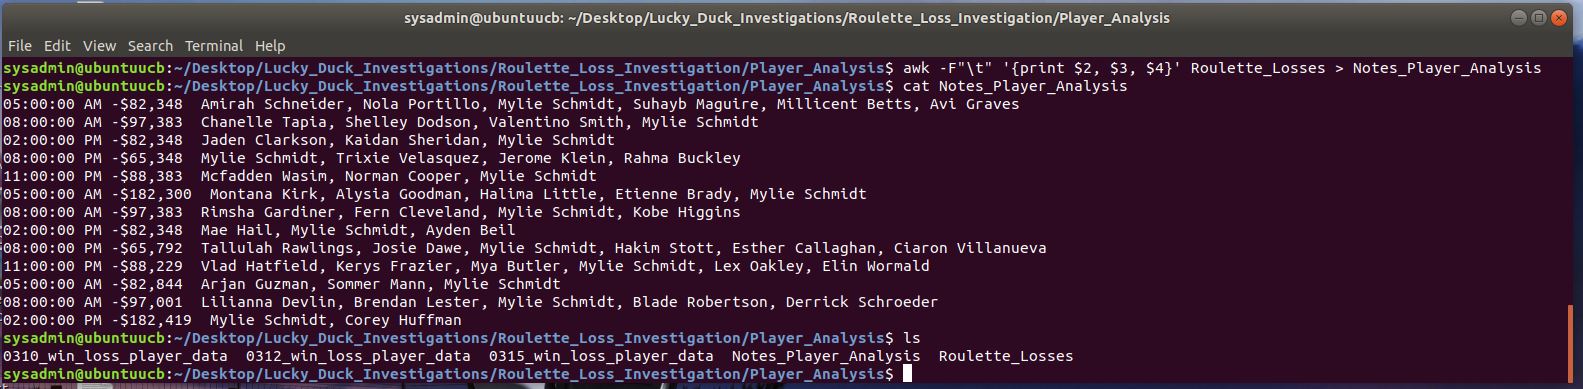 sysadmin@ubuntuucb: ~/Desktop/Lucky_Duck_Investigations/Roulette_Loss_Investigation/Player_Analysis
File Edit View Search Terminal Help
sysadmin@ubuntuucb:~/Desktop/Lucky_Duck_Investigations/Roulette_Loss_Investigation/Player_Analysis$ awk -F"\t" '{print $2, $3, $4}' Roulette_Losses > Notes_Player_Analysis
sysadmin@ubuntuucb:~/Desktop/Lucky_Duck_Investigations/Roulette_Loss_Investigation/Player_Analysis$ cat Notes_Player_Analysis
05:00:00 AM -$82,348  Amirah Schneider, Nola Portillo, Mylie Schmidt, Suhayb Maguire, Millicent Betts, Avi Graves
08:00:00 AM -$97,383  Chanelle Tapia, Shelley Dodson, Valentino Smith, Mylie Schmidt
02:00:00 PM -$82,348  Jaden Clarkson, Kaidan Sheridan, Mylie Schmidt
08:00:00 PM -$65,348  Mylie Schmidt, Trixie Velasquez, Jerome Klein, Rahma Buckley
11:00:00 PM -$88,383  Mcfadden Wasim, Norman Cooper, Mylie Schmidt
05:00:00 AM -$182,300  Montana Kirk, Alysia Goodman, Halima Little, Etienne Brady, Mylie Schmidt
08:00:00 AM -$97,383  Rimsha Gardiner, Fern Cleveland, Mylie Schmidt, Kobe Higgins
02:00:00 PM -$82,348  Mae Hail, Mylie Schmidt, Ayden Beil
08:00:00 PM -$65,792  Tallulah Rawlings, Josie Dawe, Mylie Schmidt, Hakim Stott, Esther Callaghan, Ciaron Villanueva
11:00:00 PM -$88,229  Vlad Hatfield, Kerys Frazier, Mya Butler, Mylie Schmidt, Lex Oakley, Elin Wormald
05:00:00 AM -$82,844  Arjan Guzman, Sommer Mann, Mylie Schmidt
08:00:00 AM -$97,001  Lilianna Devlin, Brendan Lester, Mylie Schmidt, Blade Robertson, Derrick Schroeder
02:00:00 PM -$182,419  Mylie Schmidt, Corey Huffman
sysadmin@ubuntuucb:~/Desktop/Lucky_Duck_Investigations/Roulette_Loss_Investigation/Player_Analysis$ ls
0310_win_loss_player_data  0312_win_loss_player_data  0315_win_loss_player_data  Notes_Player_Analysis  Roulette_Losses
sysadmin@ubuntuucb:~/Desktop/Lucky_Duck_Investigations/Roulette_Loss_Investigation/Player_Analysis$